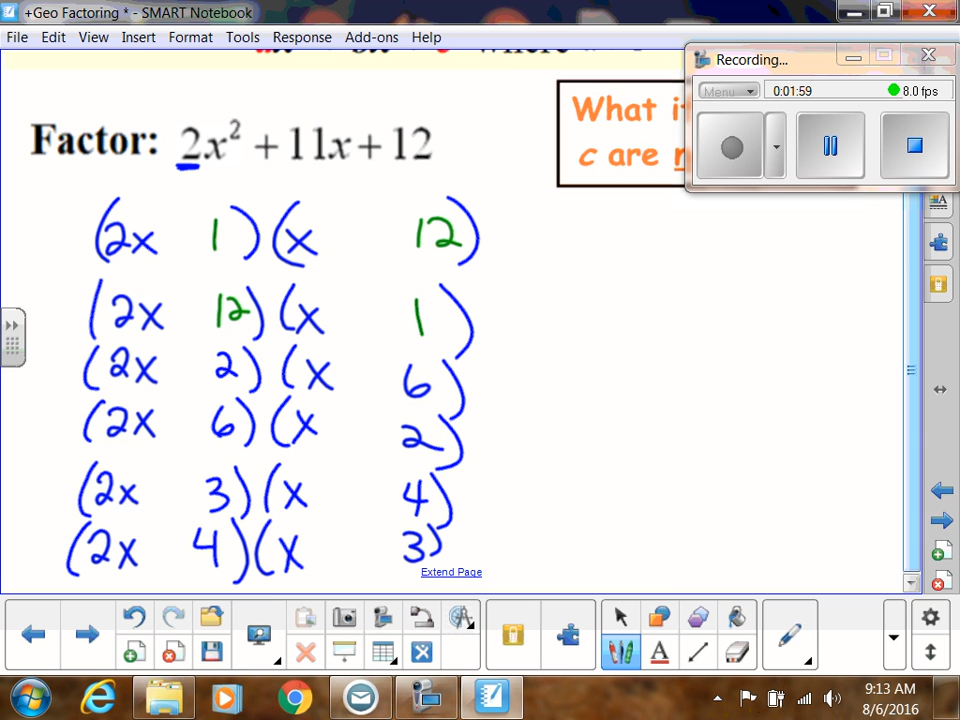 +Geo Factoring * - SMART Notebook
File Edit View Insert Format Tools Response Add-ons Help
Recording...
Menu 0:01:59 8.0 fps
What i
c are
Factor: 2x² + 11x + 12
(2x 1)(x 12)
(2x 12)(x 1)
(2x 2)(x 6)
(2x 6)(x 2)
(2x 3)(x 4)
(2x 4)(x 3)
Extend Page
9:13 AM
8/6/2016